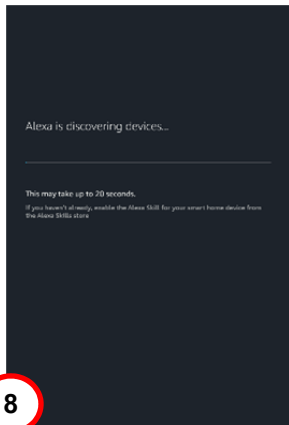 Alexa is discovering devices...
This may take up to 20 seconds.
If you haven't already, enable the Alexa Skill for your smart home device from
the Alexa Skills store
8